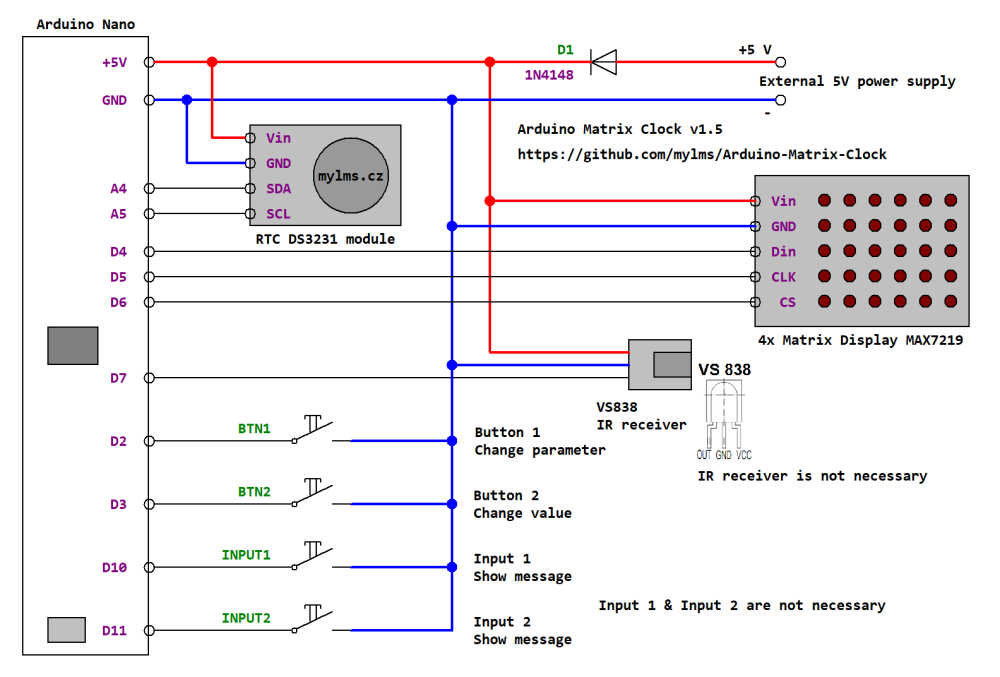 Arduino Nano
+5V
D1
1N4148
+5 V
External 5V power supply
GND
-
Arduino Matrix Clock v1.5
https://github.com/mylms/Arduino-Matrix-Clock
Vin
GND
SDA
SCL
mylms.cz
RTC DS3231 module
A4
A5
D4
D5
D6
Vin
GND
Din
CLK
CS
4x Matrix Display MAX7219
D7
VS838
IR receiver
VS 838
OUT GND VCC
IR receiver is not necessary
D2
BTN1
Button 1
Change parameter
D3
BTN2
Button 2
Change value
D10
INPUT1
Input 1
Show message
Input 1 & Input 2 are not necessary
D11
INPUT2
Input 2
Show message